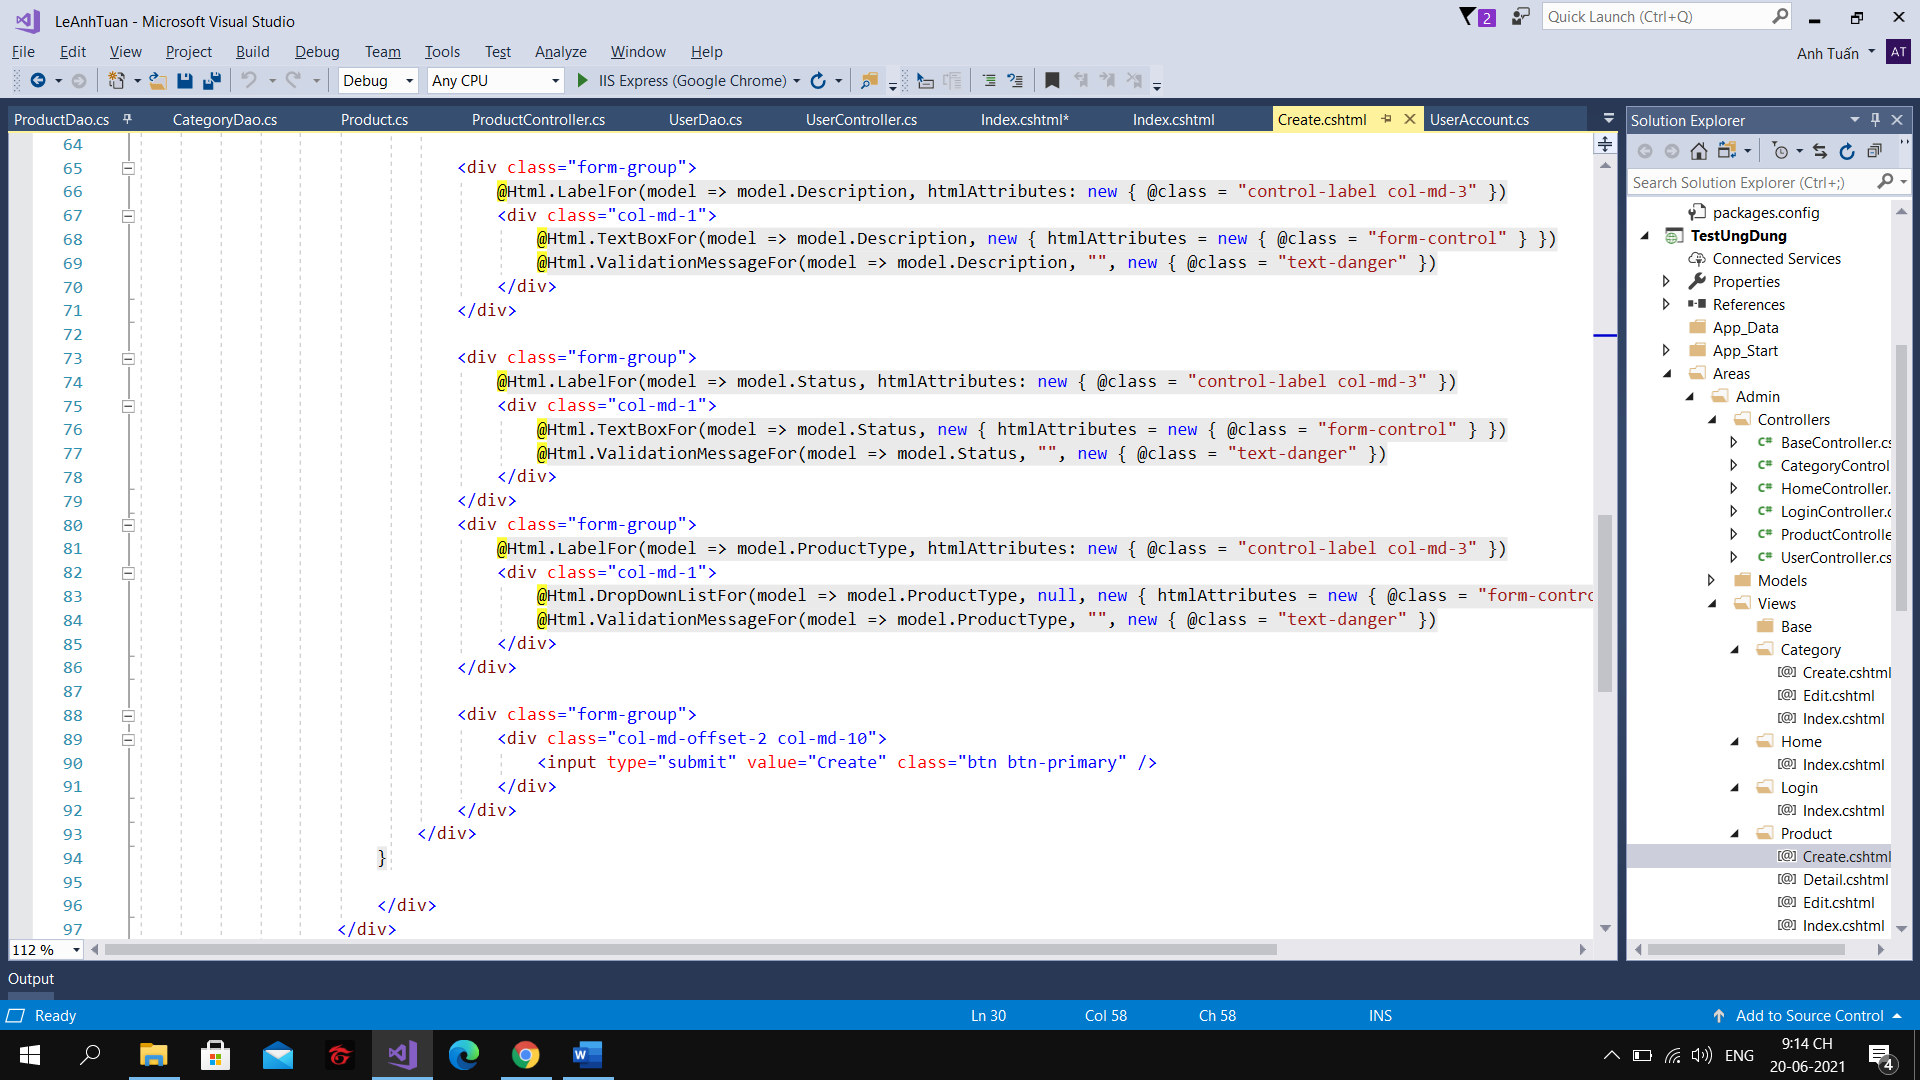 LeAnhTuan - Microsoft Visual Studio
2
Quick Launch (Ctrl+Q)
File Edit View Project Build Debug Team Tools Test Analyze Window Help
Anh Tuấn AT
Debug Any CPU IIS Express (Google Chrome)
ProductDao.cs CategoryDao.cs Product.cs ProductController.cs UserDao.cs UserController.cs Index.cshtml* Index.cshtml Create.cshtml UserAccount.cs
64
65 <div class="form-group">
66 @Html.LabelFor(model => model.Description, htmlAttributes: new { @class = "control-label col-md-3" })
67 <div class="col-md-1">
68 @Html.TextBoxFor(model => model.Description, new { htmlAttributes = new { @class = "form-control" } })
69 @Html.ValidationMessageFor(model => model.Description, "", new { @class = "text-danger" })
70 </div>
71 </div>
72
73 <div class="form-group">
74 @Html.LabelFor(model => model.Status, htmlAttributes: new { @class = "control-label col-md-3" })
75 <div class="col-md-1">
76 @Html.TextBoxFor(model => model.Status, new { htmlAttributes = new { @class = "form-control" } })
77 @Html.ValidationMessageFor(model => model.Status, "", new { @class = "text-danger" })
78 </div>
79 </div>
80 <div class="form-group">
81 @Html.LabelFor(model => model.ProductType, htmlAttributes: new { @class = "control-label col-md-3" })
82 <div class="col-md-1">
83 @Html.DropDownListFor(model => model.ProductType, null, new { htmlAttributes = new { @class = "form-contro
84 @Html.ValidationMessageFor(model => model.ProductType, "", new { @class = "text-danger" })
85 </div>
86 </div>
87
88 <div class="form-group">
89 <div class="col-md-offset-2 col-md-10">
90 <input type="submit" value="Create" class="btn btn-primary" />
91 </div>
92 </div>
93 </div>
94 }
95
96 </div>
97 </div>
112 %
Solution Explorer
Search Solution Explorer (Ctrl+;)
packages.config
TestUngDung
Connected Services
Properties
References
App_Data
App_Start
Areas
Admin
Controllers
C# BaseController.cs
C# CategoryControl
C# HomeController.
C# LoginController.c
C# ProductControlle
C# UserController.cs
Models
Views
Base
Category
[@] Create.cshtml
[@] Edit.cshtml
[@] Index.cshtml
Home
[@] Index.cshtml
Login
[@] Index.cshtml
Product
[@] Create.cshtml
[@] Detail.cshtml
[@] Edit.cshtml
[@] Index.cshtml
Output
Ready Ln 30 Col 58 Ch 58 INS Add to Source Control
W ENG 9:14 CH
20-06-2021
4